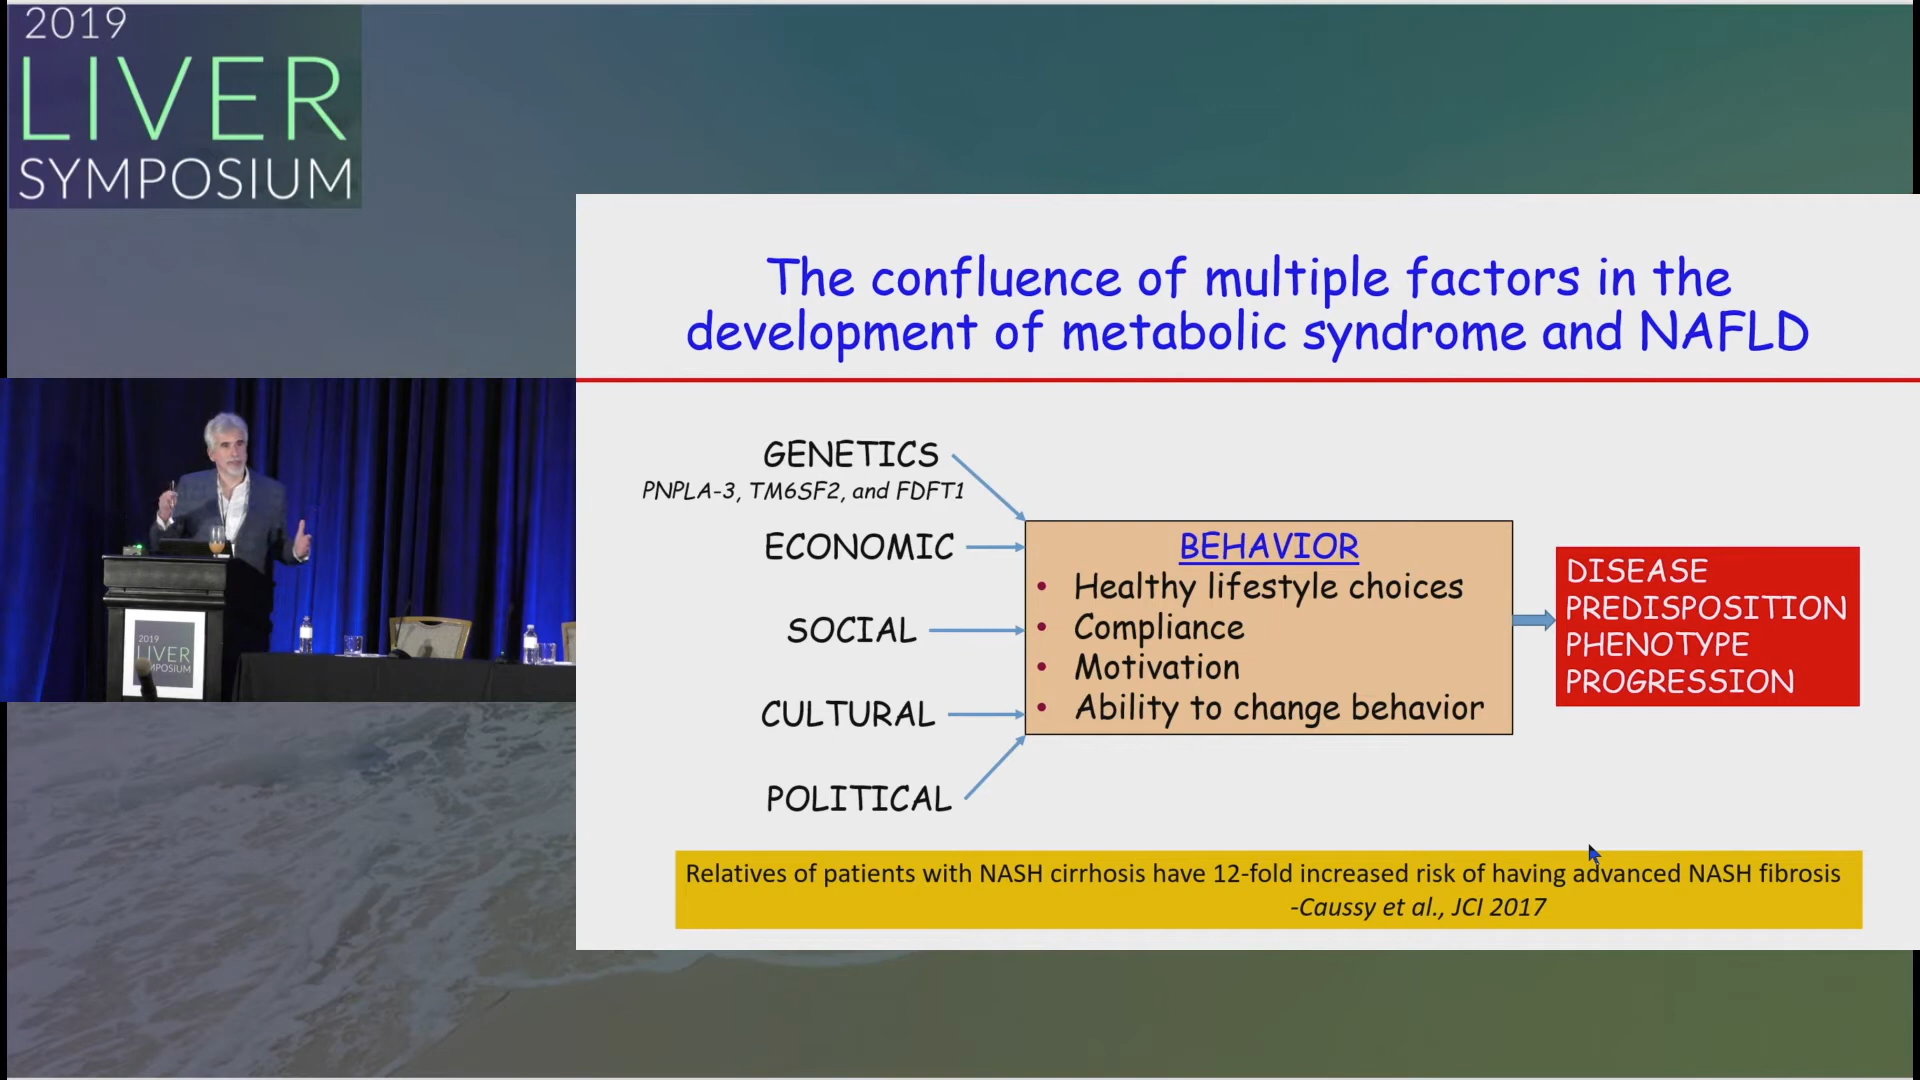 2019
LIVER
SYMPOSIUM
The confluence of multiple factors in the
development of metabolic syndrome and NAFLD
GENETICS
PNPLA-3, TM6SF2, and FDFT1
ECONOMIC
SOCIAL
CULTURAL
POLITICAL
BEHAVIOR
• Healthy lifestyle choices
• Compliance
• Motivation
• Ability to change behavior
DISEASE
PREDISPOSITION
PHENOTYPE
PROGRESSION
Relatives of patients with NASH cirrhosis have 12-fold increased risk of having advanced NASH fibrosis
-Caussy et al., JCI 2017
2019
LIVER
SYMPOSIUM